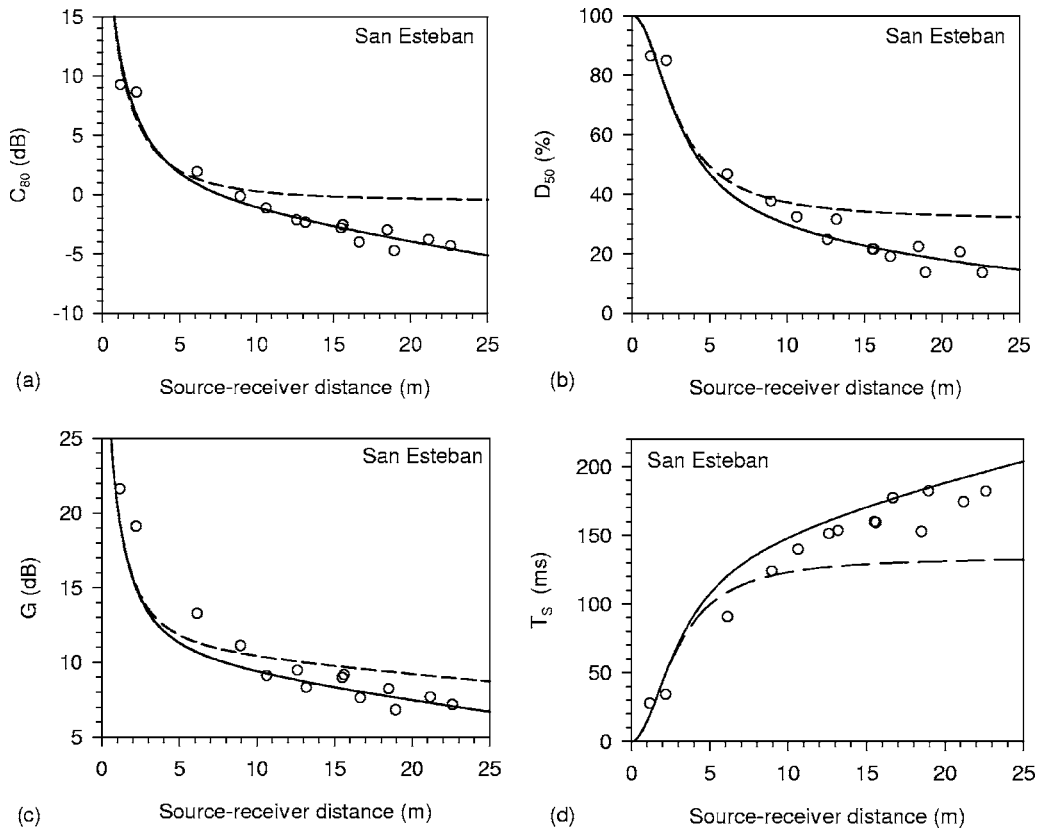 15
10
5
0
-5
-10
C80 (dB)
San Esteban
0 5 10 15 20 25
Source-receiver distance (m)
(a)
100
80
60
40
20
0
D50 (%)
San Esteban
0 5 10 15 20 25
Source-receiver distance (m)
(b)
25
20
15
10
5
G (dB)
San Esteban
0 5 10 15 20 25
Source-receiver distance (m)
(c)
200
150
100
50
0
TS (ms)
San Esteban
0 5 10 15 20 25
Source-receiver distance (m)
(d)